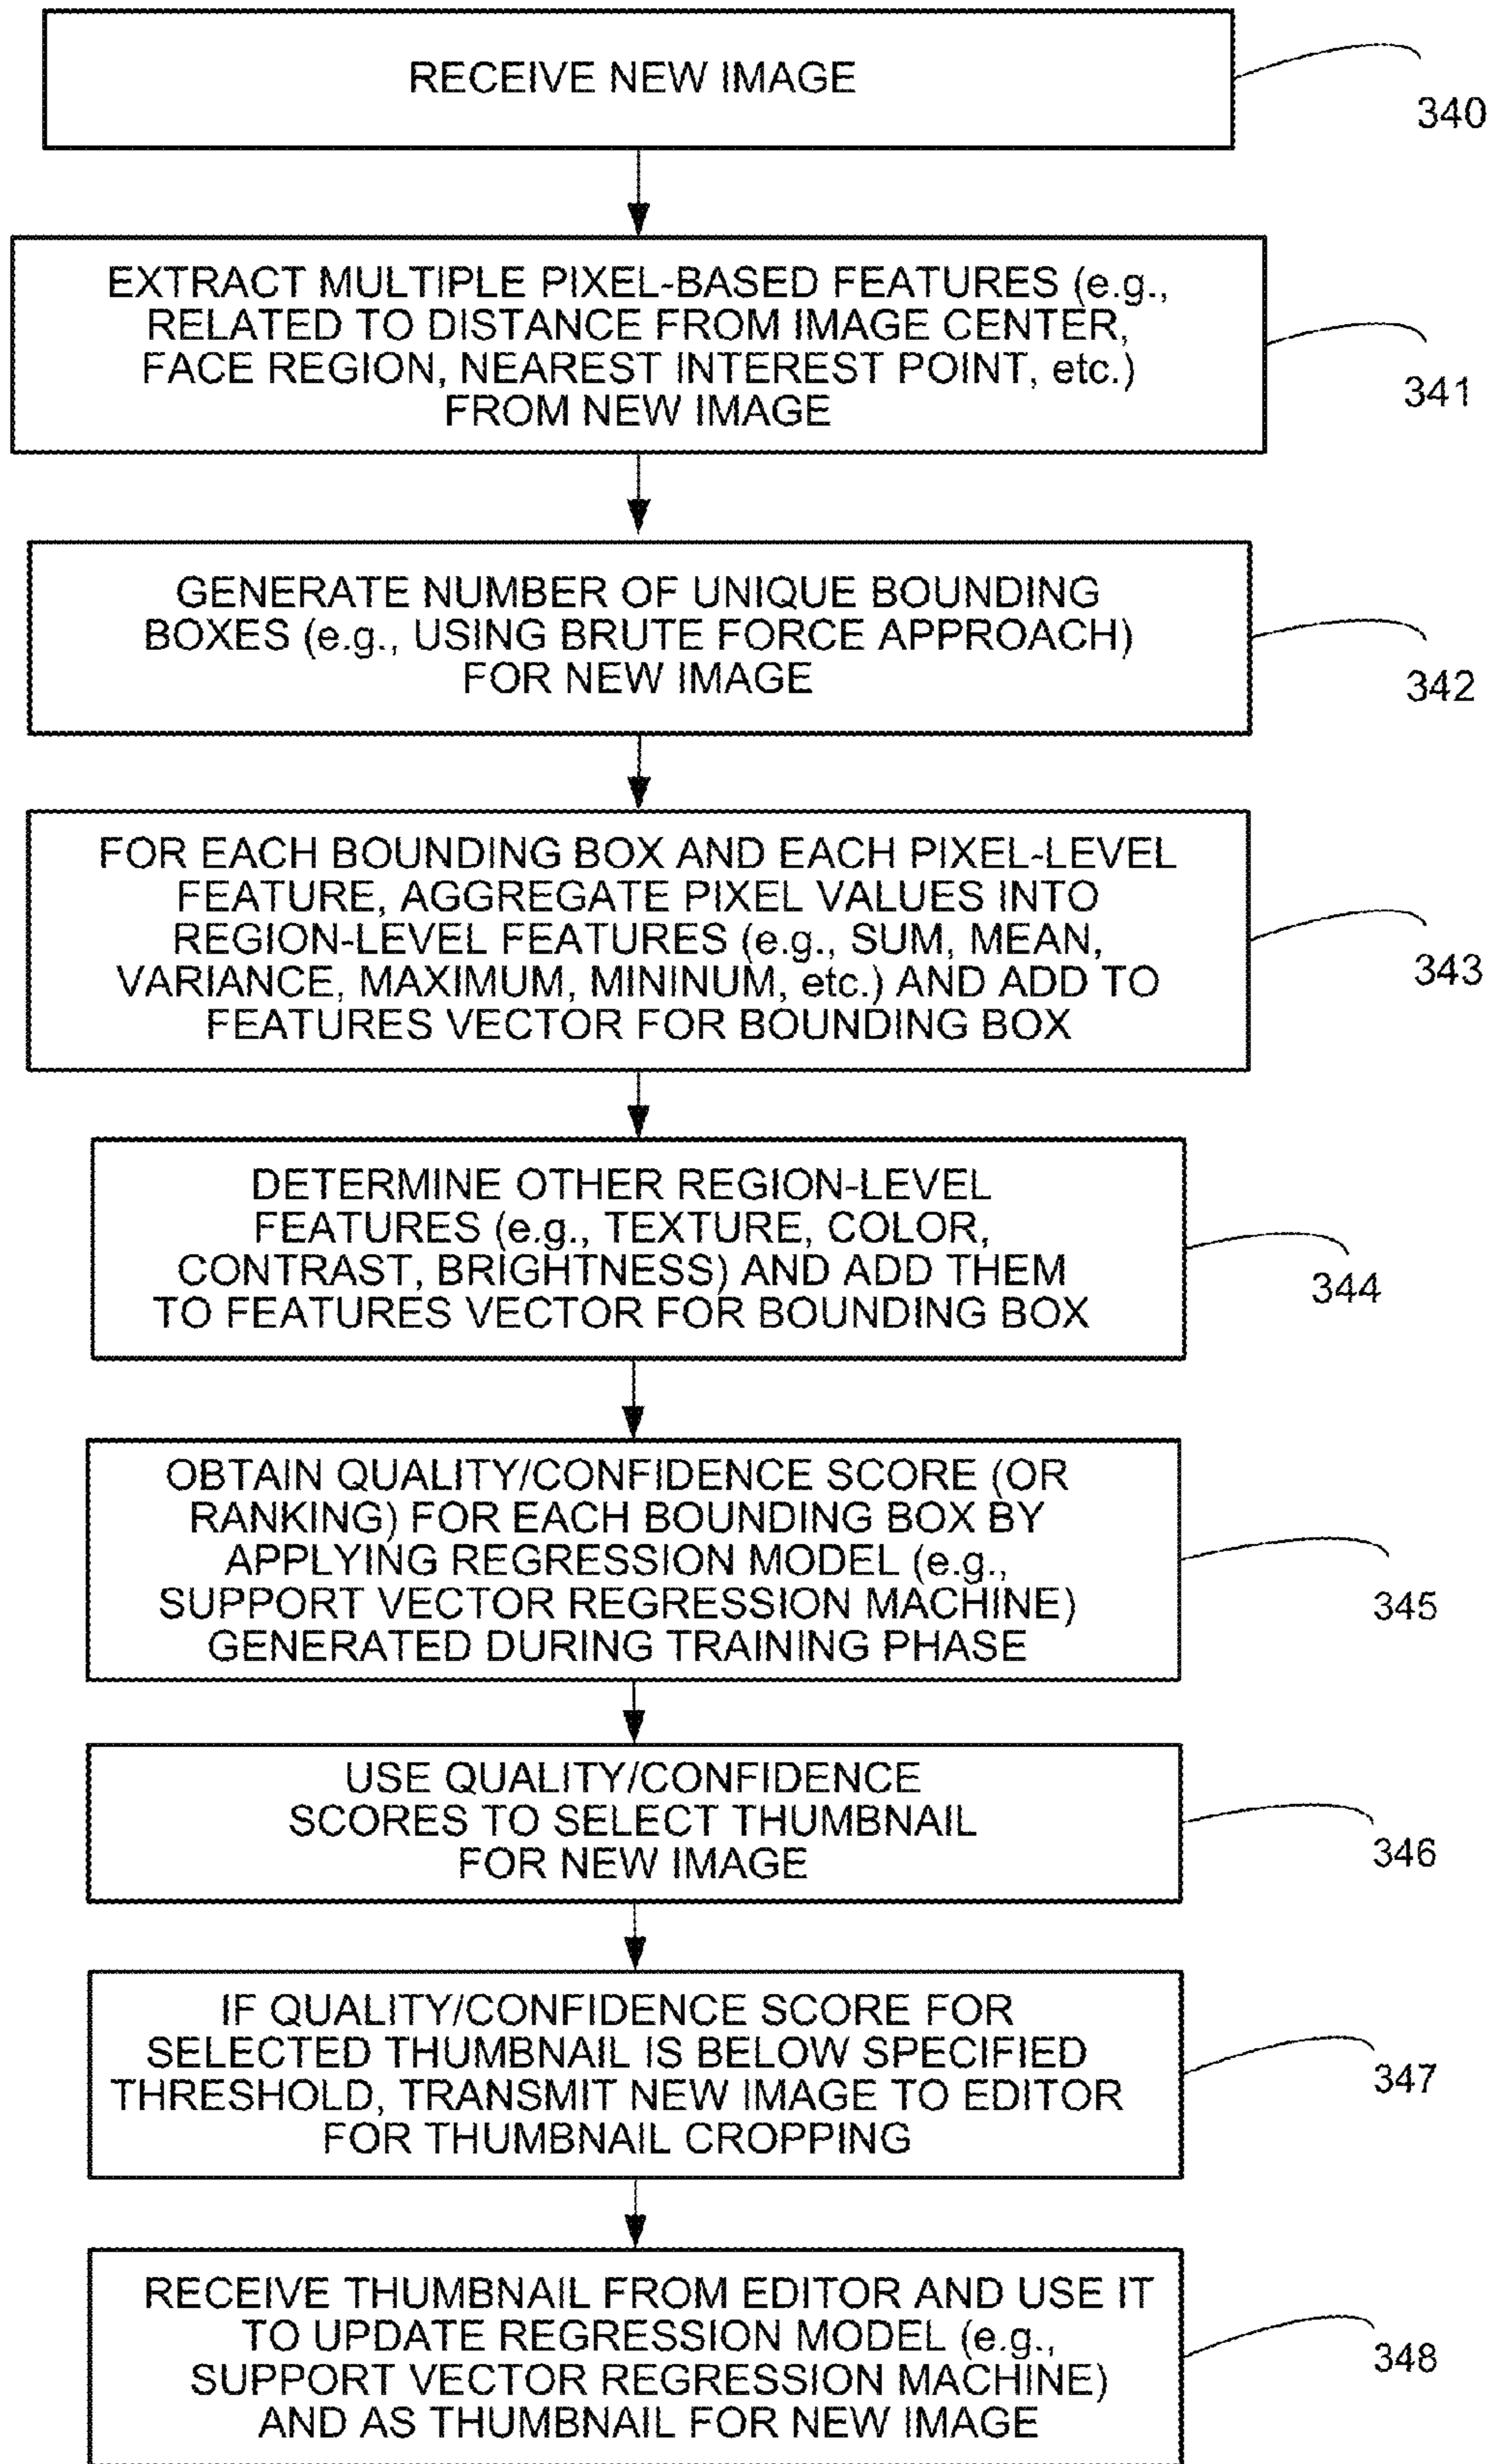 RECEIVE NEW IMAGE
340
EXTRACT MULTIPLE PIXEL-BASED FEATURES (e.g.,
RELATED TO DISTANCE FROM IMAGE CENTER,
FACE REGION, NEAREST INTEREST POINT, etc.)
FROM NEW IMAGE
341
GENERATE NUMBER OF UNIQUE BOUNDING
BOXES (e.g., USING BRUTE FORCE APPROACH)
FOR NEW IMAGE
342
FOR EACH BOUNDING BOX AND EACH PIXEL-LEVEL
FEATURE, AGGREGATE PIXEL VALUES INTO
REGION-LEVEL FEATURES (e.g., SUM, MEAN,
VARIANCE, MAXIMUM, MININUM, etc.) AND ADD TO
FEATURES VECTOR FOR BOUNDING BOX
343
DETERMINE OTHER REGION-LEVEL
FEATURES (e.g., TEXTURE, COLOR,
CONTRAST, BRIGHTNESS) AND ADD THEM
TO FEATURES VECTOR FOR BOUNDING BOX
344
OBTAIN QUALITY/CONFIDENCE SCORE (OR
RANKING) FOR EACH BOUNDING BOX BY
APPLYING REGRESSION MODEL (e.g.,
SUPPORT VECTOR REGRESSION MACHINE)
GENERATED DURING TRAINING PHASE
345
USE QUALITY/CONFIDENCE
SCORES TO SELECT THUMBNAIL
FOR NEW IMAGE
346
IF QUALITY/CONFIDENCE SCORE FOR
SELECTED THUMBNAIL IS BELOW SPECIFIED
THRESHOLD, TRANSMIT NEW IMAGE TO EDITOR
FOR THUMBNAIL CROPPING
347
RECEIVE THUMBNAIL FROM EDITOR AND USE IT
TO UPDATE REGRESSION MODEL (e.g.,
SUPPORT VECTOR REGRESSION MACHINE)
AND AS THUMBNAIL FOR NEW IMAGE
348